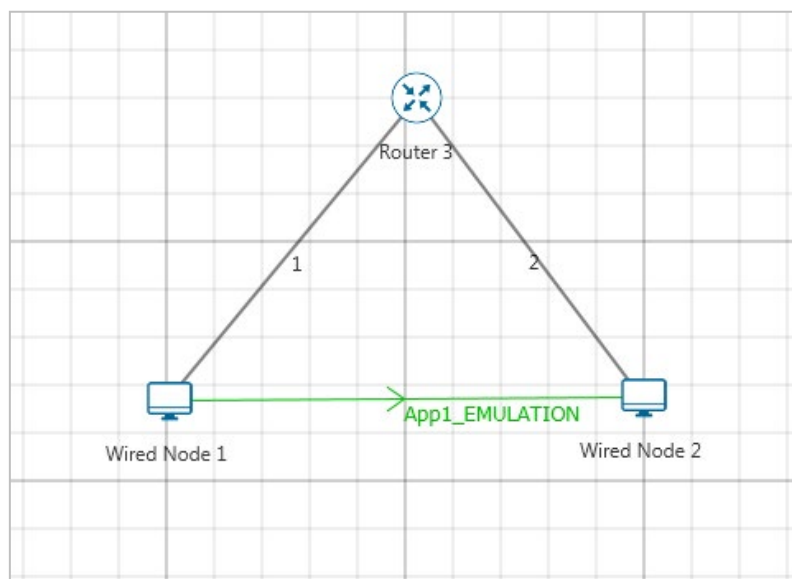 Router 3
1
2
App1_EMULATION
Wired Node 1
Wired Node 2